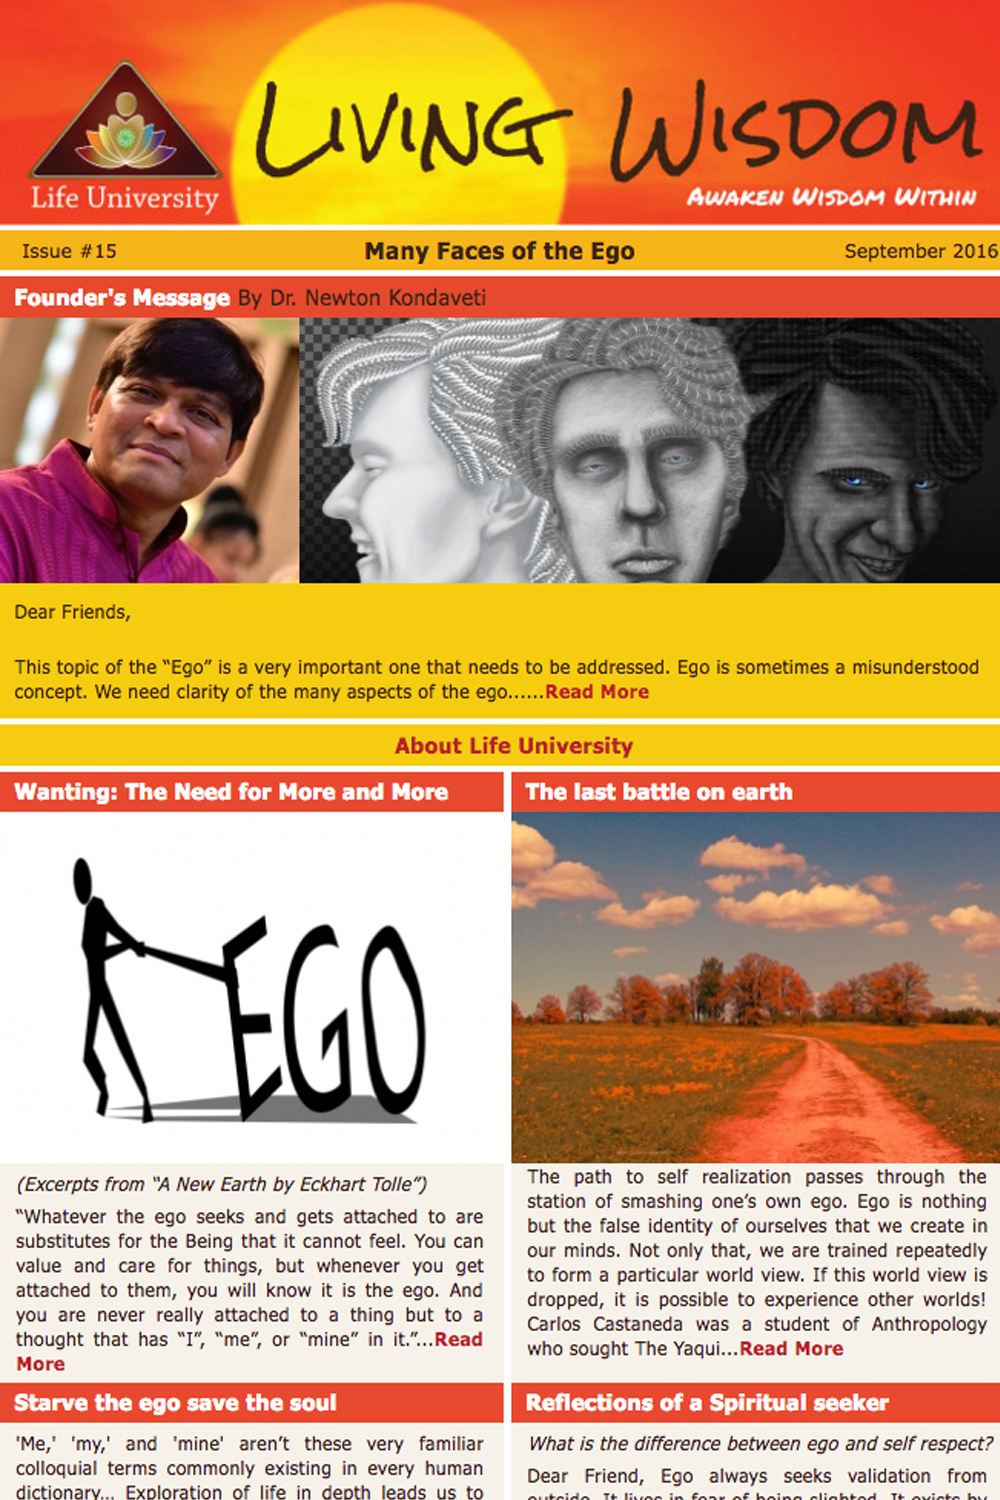 Living Wisdom
Life University
Awaken Wisdom Within
Issue #15
Many Faces of the Ego
September 2016
Founder's Message By Dr. Newton Kondaveti
Dear Friends,
This topic of the “Ego” is a very important one that needs to be addressed. Ego is sometimes a misunderstood
concept. We need clarity of the many aspects of the ego......Read More
About Life University
Wanting: The Need for More and More
EGO
(Excerpts from “A New Earth by Eckhart Tolle”)
“Whatever the ego seeks and gets attached to are
substitutes for the Being that it cannot feel. You can
value and care for things, but whenever you get
attached to them, you will know it is the ego. And
you are never really attached to a thing but to a
thought that has “I”, “me”, or “mine” in it.”...Read
More
The last battle on earth
The path to self realization passes through the
station of smashing one’s own ego. Ego is nothing
but the false identity of ourselves that we create in
our minds. Not only that, we are trained repeatedly
to form a particular world view. If this world view is
dropped, it is possible to experience other worlds!
Carlos Castaneda was a student of Anthropology
who sought The Yaqui...Read More
Starve the ego save the soul
'Me,' 'my,' and 'mine' aren’t these very familiar
colloquial terms commonly existing in every human
dictionary... Exploration of life in depth leads us to
Reflections of a Spiritual seeker
What is the difference between ego and self respect?
Dear Friend, Ego always seeks validation from
outside. It lives in fear of being slighted. It exists by